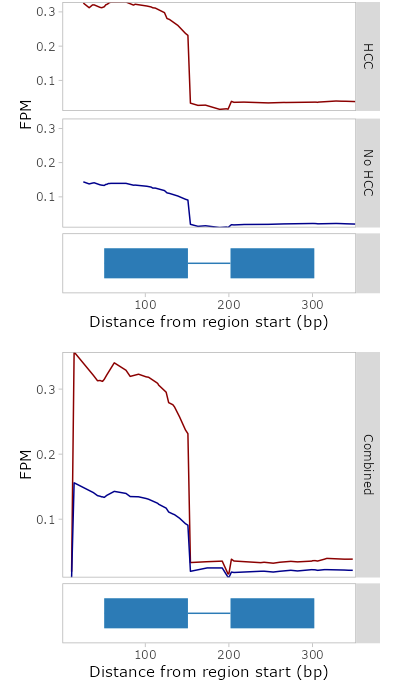 0.3
0.2
0.1
HCC
FPM
0.3
0.2
0.1
No HCC
100 200 300
Distance from region start (bp)
0.3
0.1
FPM
Combined
100 200 300
Distance from region start (bp)